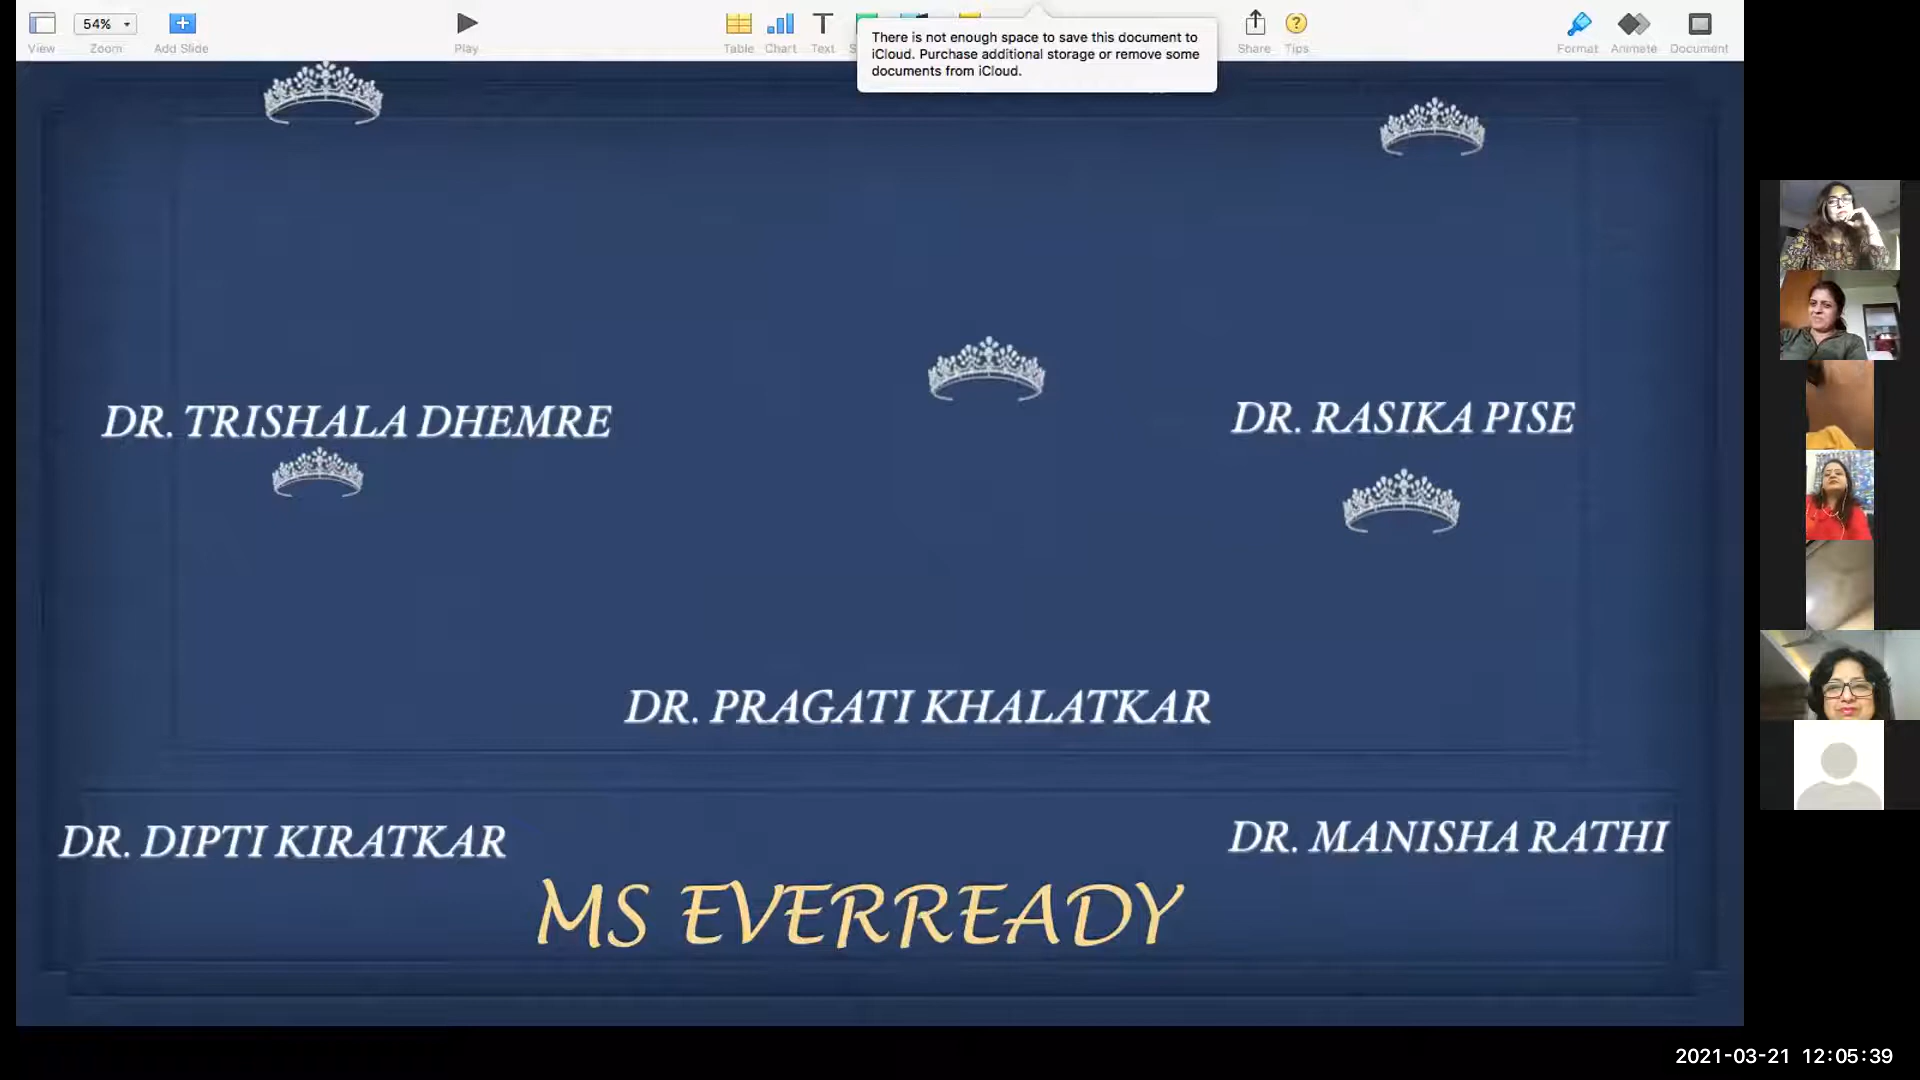 54%
View
Zoom
Add Slide
Play
Table
Chart
Text
Share
Tips
Format
Animate
Document
There is not enough space to save this document to
iCloud. Purchase additional storage or remove some
documents from iCloud.
DR. TRISHALA DHEMRE
DR. RASIKA PISE
DR. PRAGATI KHALATKAR
DR. DIPTI KIRATKAR
DR. MANISHA RATHI
MS EVERREADY
2021-03-21 12:05:39